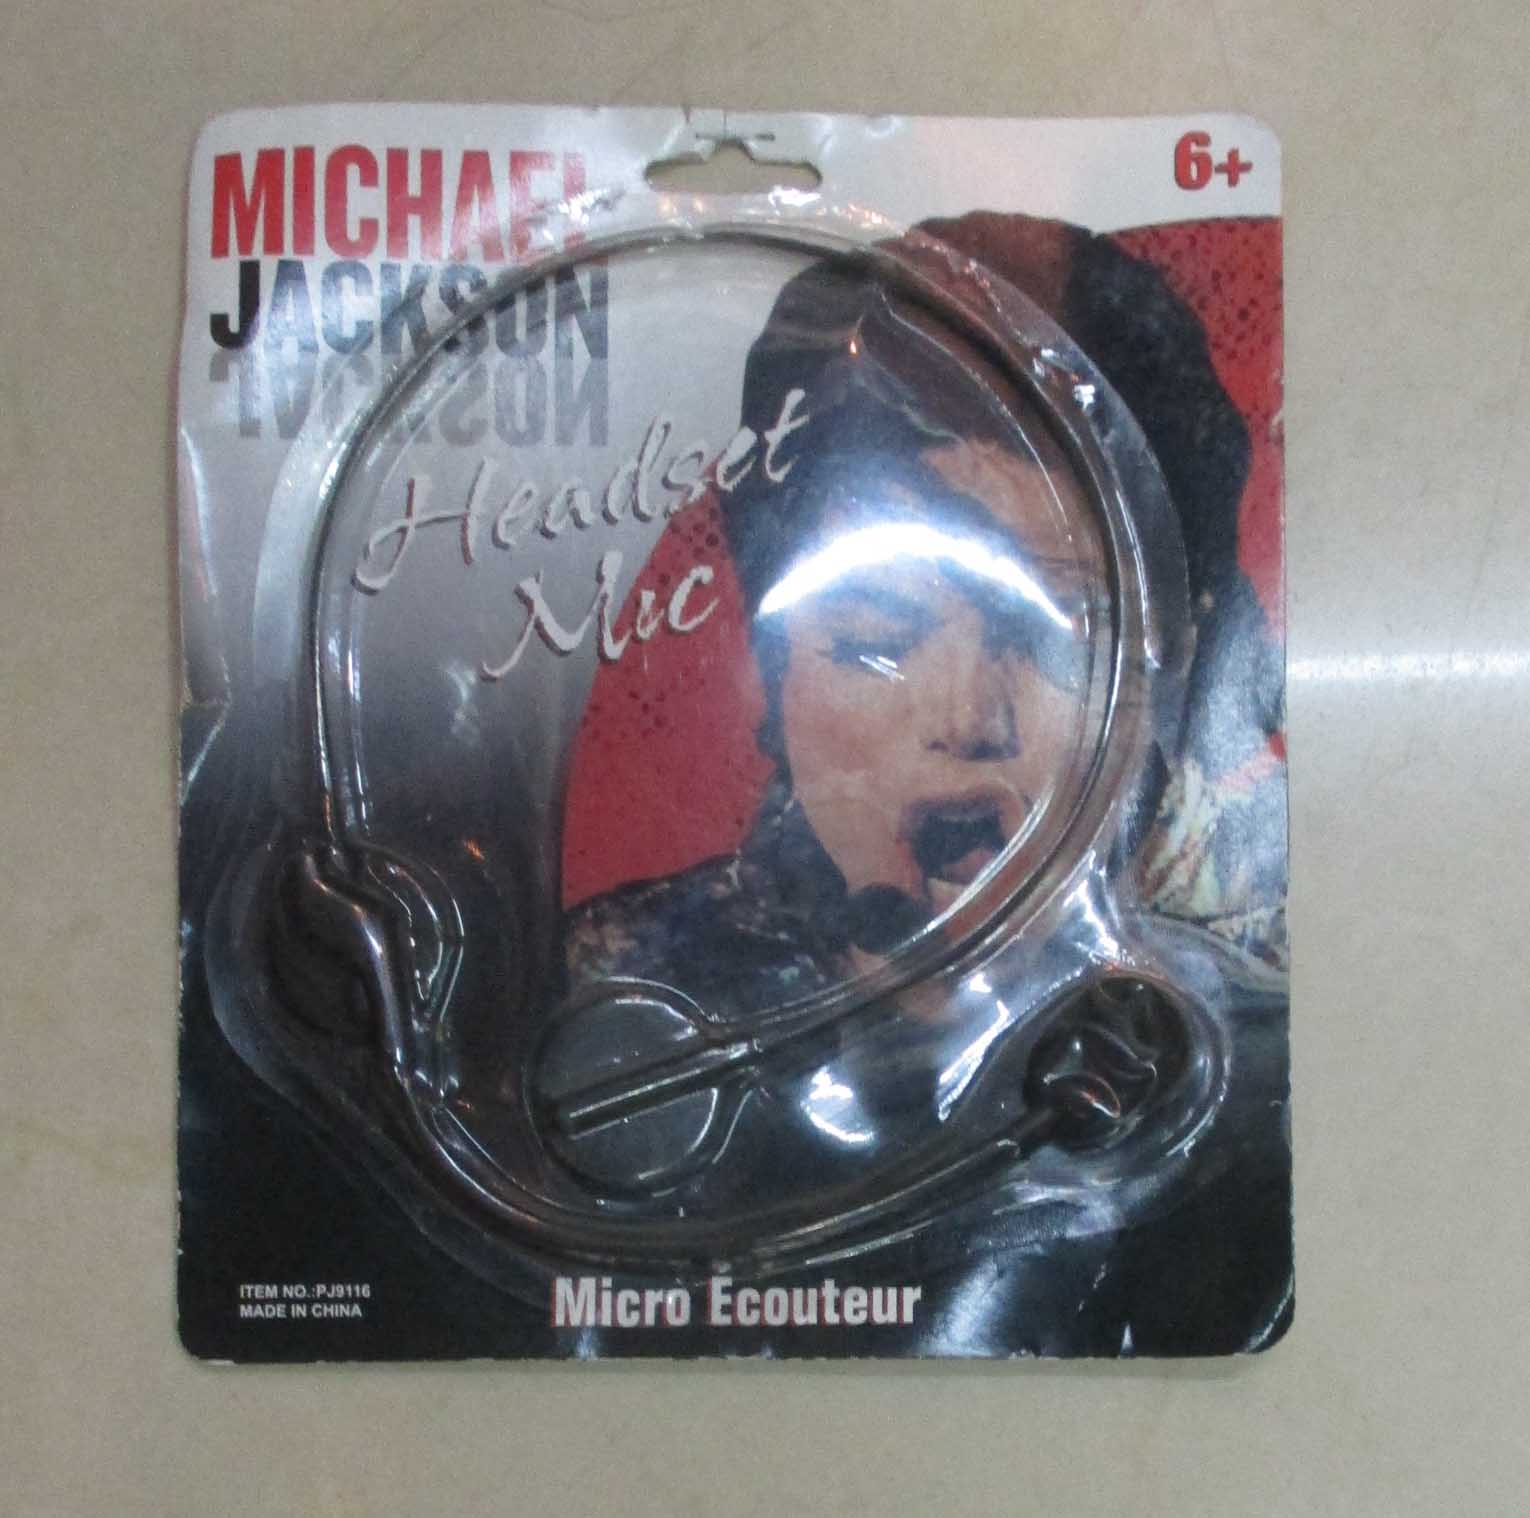 MICHAEL
JACKSON
6+
Headset
Mic
ITEM NO.:PJ9116
MADE IN CHINA
Micro Ecouteur